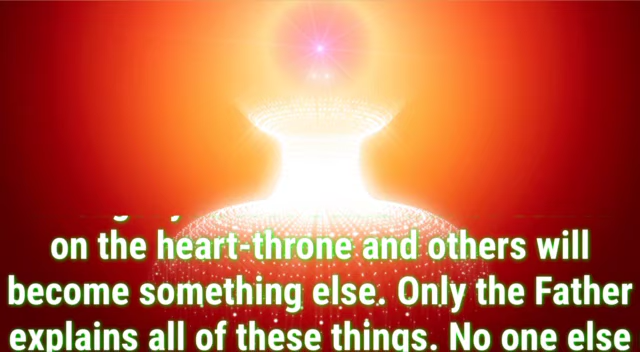 on the heart-throne and others will
become something else. Only the Father
explains all of these things. No one else